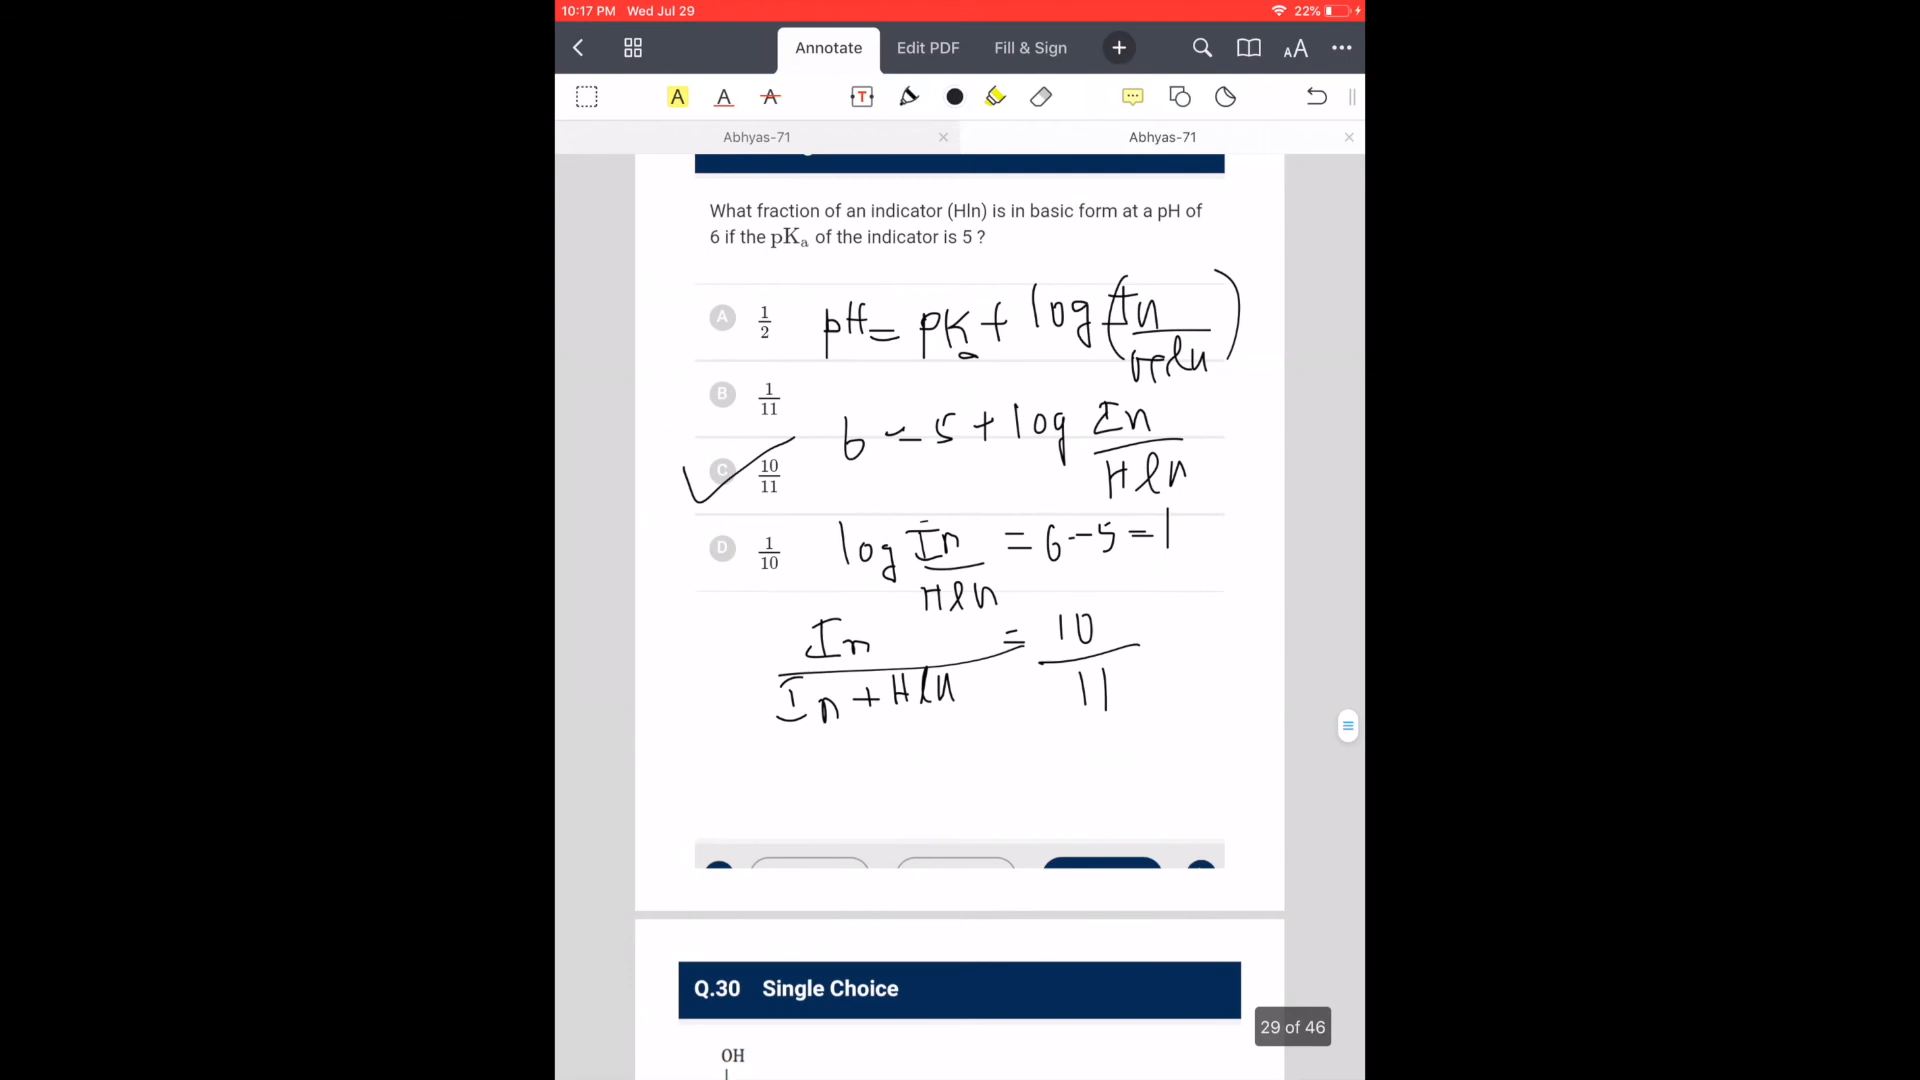 10:17 PM Wed Jul 29 22%
Annotate Edit PDF Fill & Sign
A A A T AA
Abhyas-71 Abhyas-71
What fraction of an indicator (HIn) is in basic form at a pH of
6 if the pKₐ of the indicator is 5 ?
A 1/2 pH = pKₐ + log (In/HIn)
B 1/11
6 = 5 + log In/HIn
C 10/11
D 1/10 log In/HIn = 6-5=1
In/In+HIn = 10/11
Q.30 Single Choice
29 of 46
OH